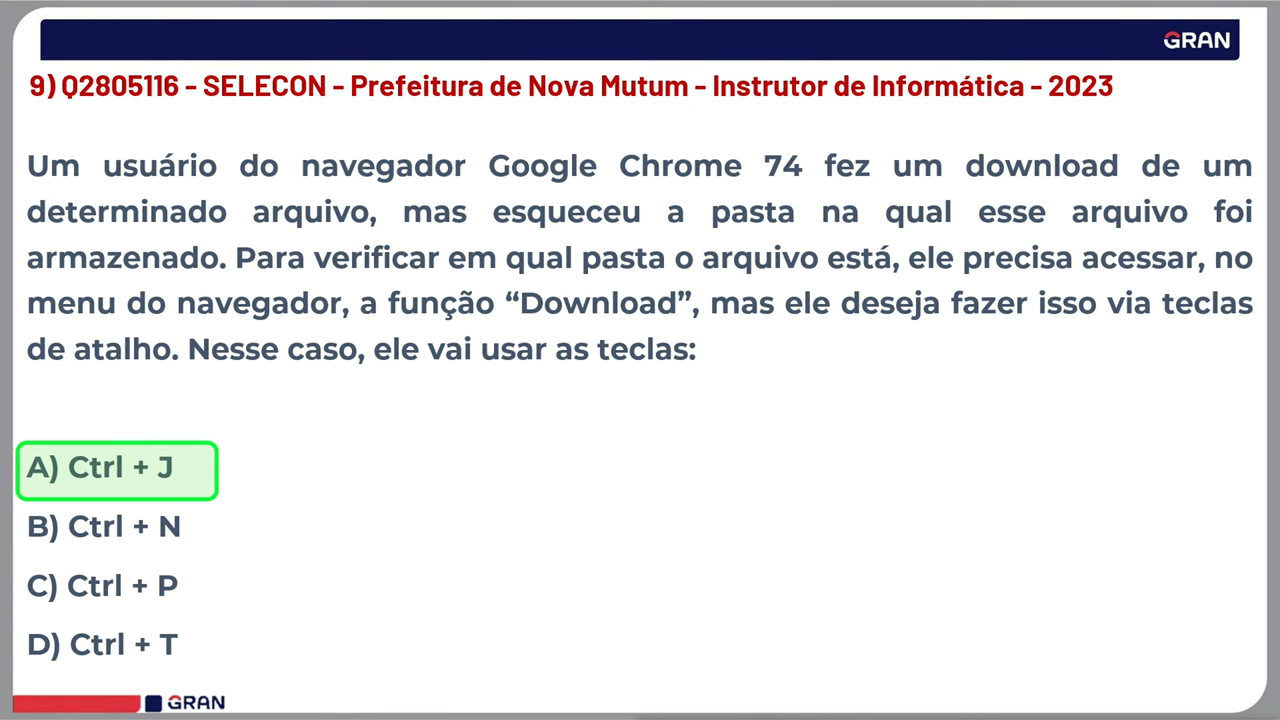 GRAN
9) Q2805116 - SELECON - Prefeitura de Nova Mutum - Instrutor de Informática - 2023
Um usuário do navegador Google Chrome 74 fez um download de um
determinado arquivo, mas esqueceu a pasta na qual esse arquivo foi
armazenado. Para verificar em qual pasta o arquivo está, ele precisa acessar, no
menu do navegador, a função “Download”, mas ele deseja fazer isso via teclas
de atalho. Nesse caso, ele vai usar as teclas:
A) Ctrl + J
B) Ctrl + N
C) Ctrl + P
D) Ctrl + T
GRAN